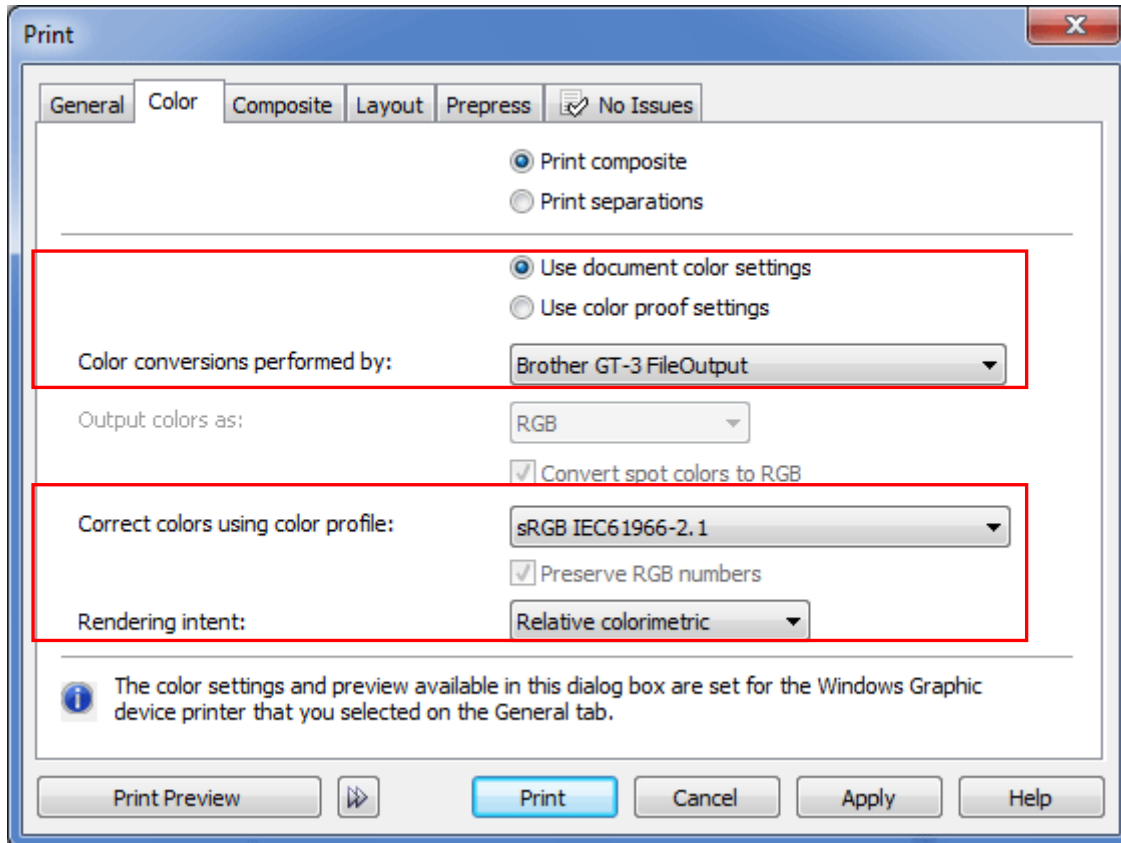 Print
General Color Composite Layout Prepress No Issues
Print composite
Print separations
Use document color settings
Use color proof settings
Color conversions performed by: Brother GT-3 FileOutput
Output colors as: RGB
Convert spot colors to RGB
Correct colors using color profile: sRGB IEC61966-2.1
Preserve RGB numbers
Rendering intent: Relative colorimetric
The color settings and preview available in this dialog box are set for the Windows Graphic
device printer that you selected on the General tab.
Print Preview Print Cancel Apply Help